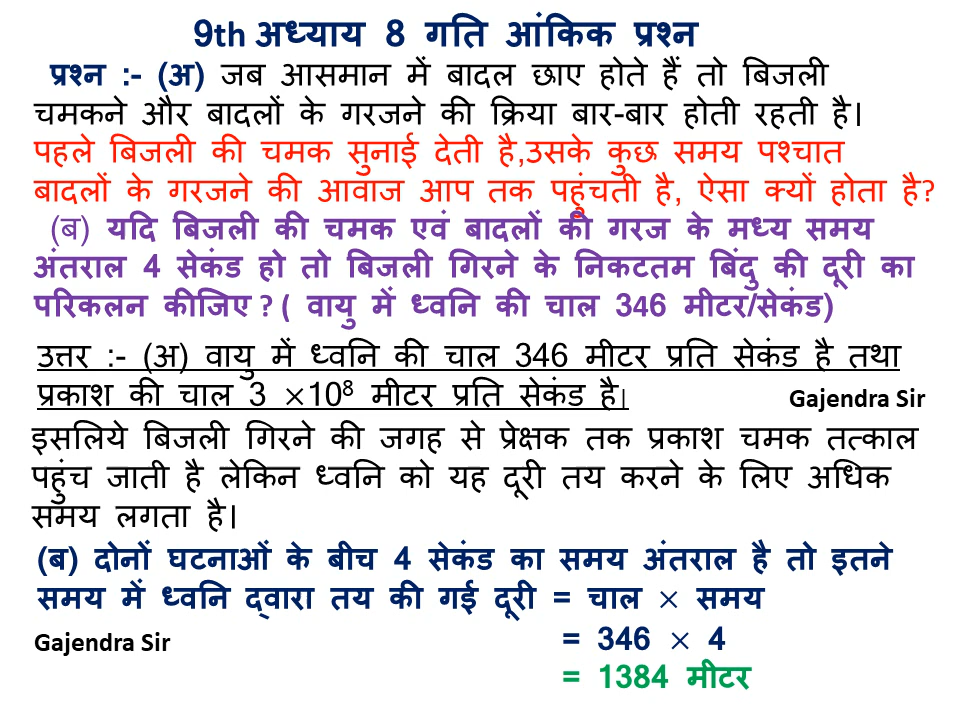 9th अध्याय 8 गति आंकिक प्रश्न
प्रश्न :- (अ) जब आसमान में बादल छाए होते हैं तो बिजली
चमकने और बादलों के गरजने की क्रिया बार-बार होती रहती है।
पहले बिजली की चमक सुनाई देती है,उसके कुछ समय पश्चात
बादलों के गरजने की आवाज आप तक पहुंचती है, ऐसा क्यों होता है?
(ब) यदि बिजली की चमक एवं बादलों की गरज के मध्य समय
अंतराल 4 सेकंड हो तो बिजली गिरने के निकटतम बिंदु की दूरी का
परिकलन कीजिए ? ( वायु में ध्वनि की चाल 346 मीटर/सेकंड)
उत्तर :- (अ) वायु में ध्वनि की चाल 346 मीटर प्रति सेकंड है तथा
प्रकाश की चाल 3 ×10⁸ मीटर प्रति सेकंड है।
Gajendra Sir
इसलिये बिजली गिरने की जगह से प्रेक्षक तक प्रकाश चमक तत्काल
पहुंच जाती है लेकिन ध्वनि को यह दूरी तय करने के लिए अधिक
समय लगता है।
(ब) दोनों घटनाओं के बीच 4 सेकंड का समय अंतराल है तो इतने
समय में ध्वनि द्वारा तय की गई दूरी = चाल × समय
Gajendra Sir
= 346 × 4
= 1384 मीटर